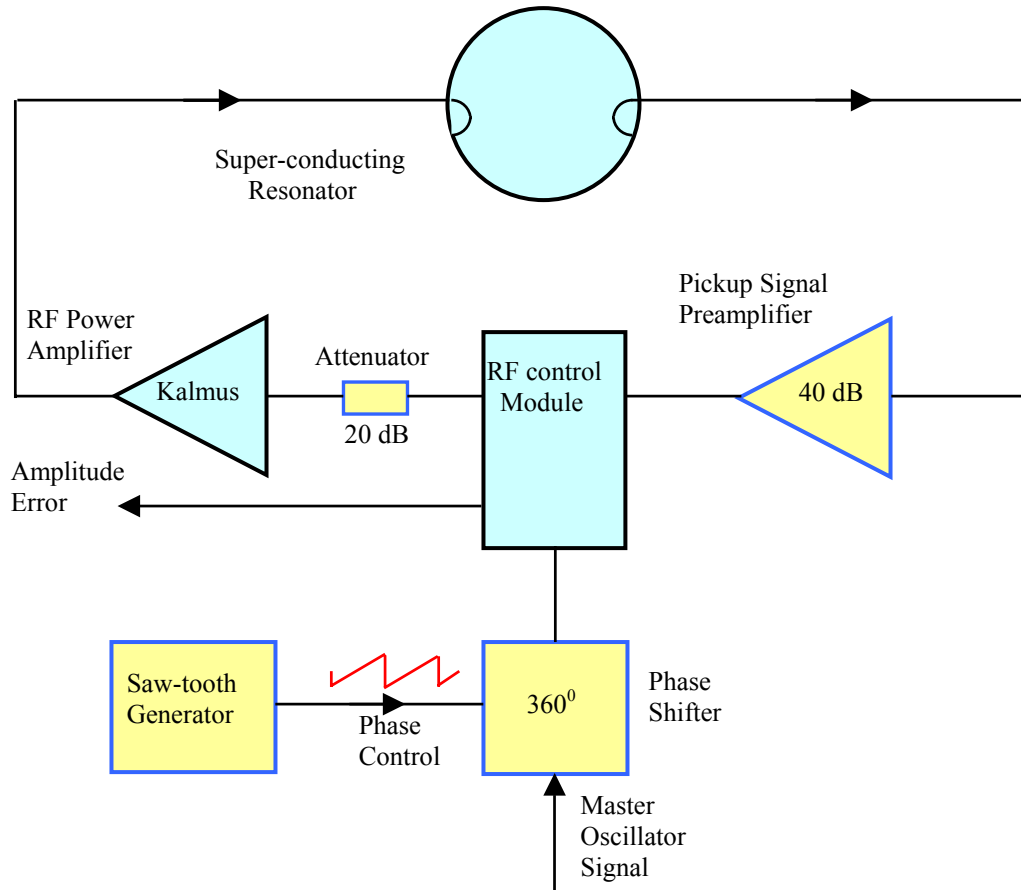 Super-conducting
Resonator
Pickup Signal
Preamplifier
RF Power
Amplifier
Attenuator
RF control
Module
Kalmus
40 dB
20 dB
Amplitude
Error
Saw-tooth
Generator
Phase
Control
360⁰
Phase
Shifter
Master
Oscillator
Signal